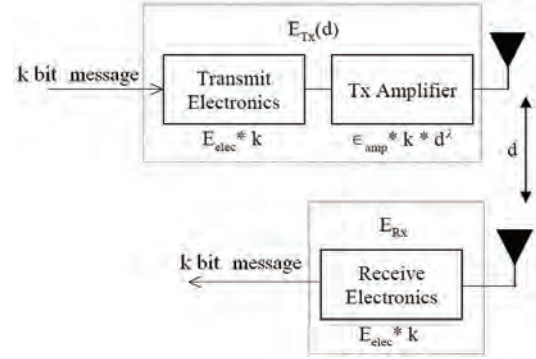 E_Tx(d)
k bit message
Transmit Electronics
Tx Amplifier
E_elec* k
∈_amp* k * d^λ
d
E_Rx
k bit message
Receive Electronics
E_elec* k